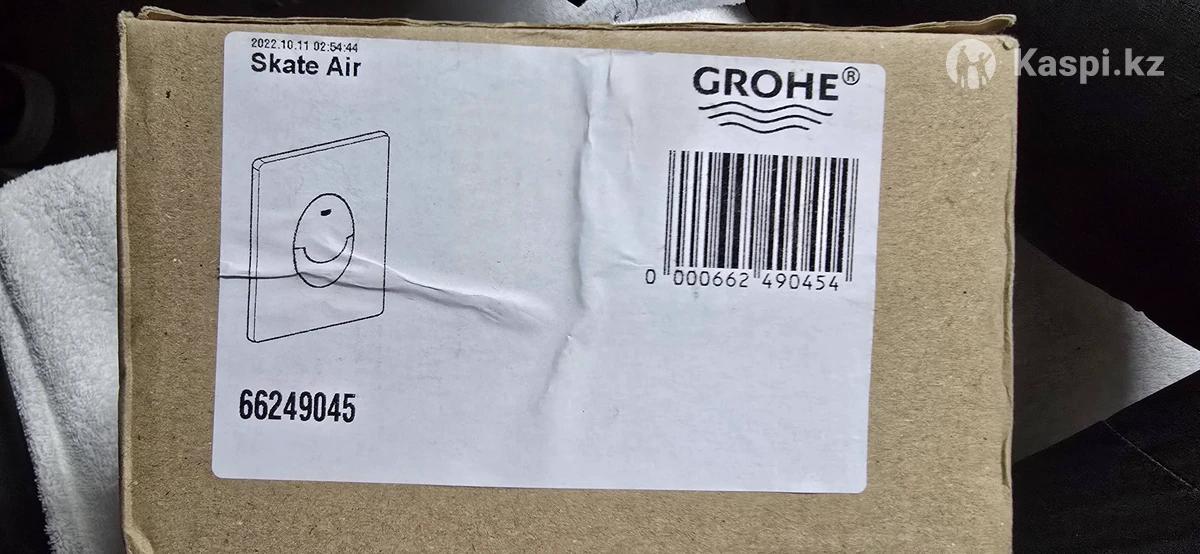 2022.10.11 02:54:44
Skate Air
GROHE®
Kaspi.kz
0 000662 490454
66249045